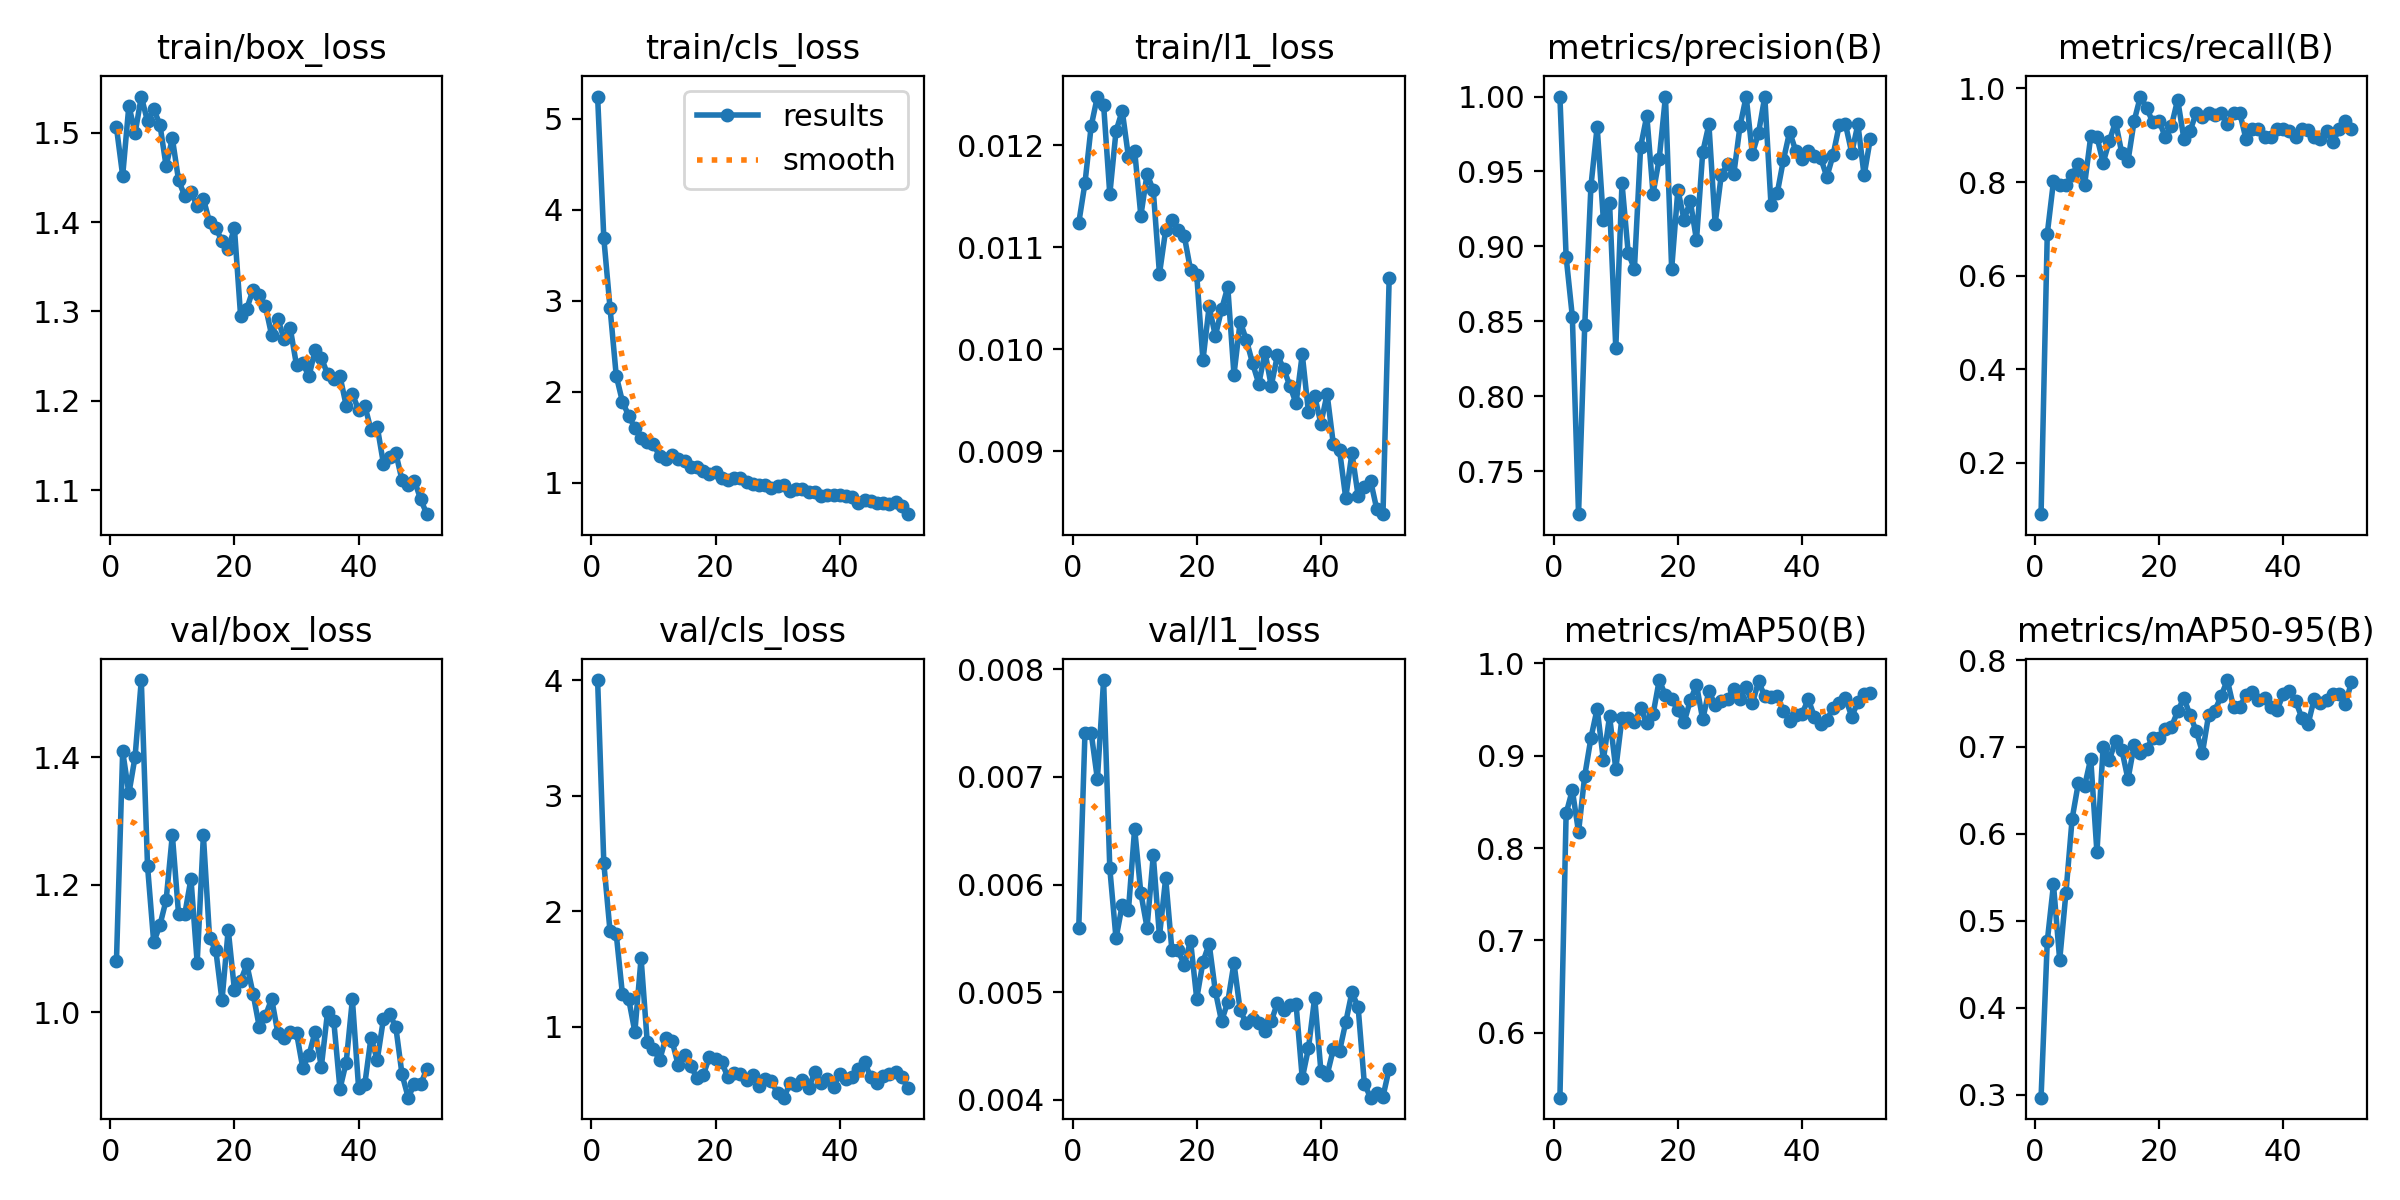 train/box_loss
train/cls_loss
train/l1_loss
metrics/precision(B)
metrics/recall(B)
1.5
1.4
1.3
1.2
1.1
0 20 40
results
smooth
5
4
3
2
1
0 20 40
0.012
0.011
0.010
0.009
0 20 40
1.00
0.95
0.90
0.85
0.80
0.75
0 20 40
1.0
0.8
0.6
0.4
0.2
0 20 40
val/box_loss
val/cls_loss
val/l1_loss
metrics/mAP50(B)
metrics/mAP50-95(B)
1.4
1.2
1.0
0 20 40
4
3
2
1
0 20 40
0.008
0.007
0.006
0.005
0.004
0 20 40
1.0
0.9
0.8
0.7
0.6
0 20 40
0.8
0.7
0.6
0.5
0.4
0.3
0 20 40